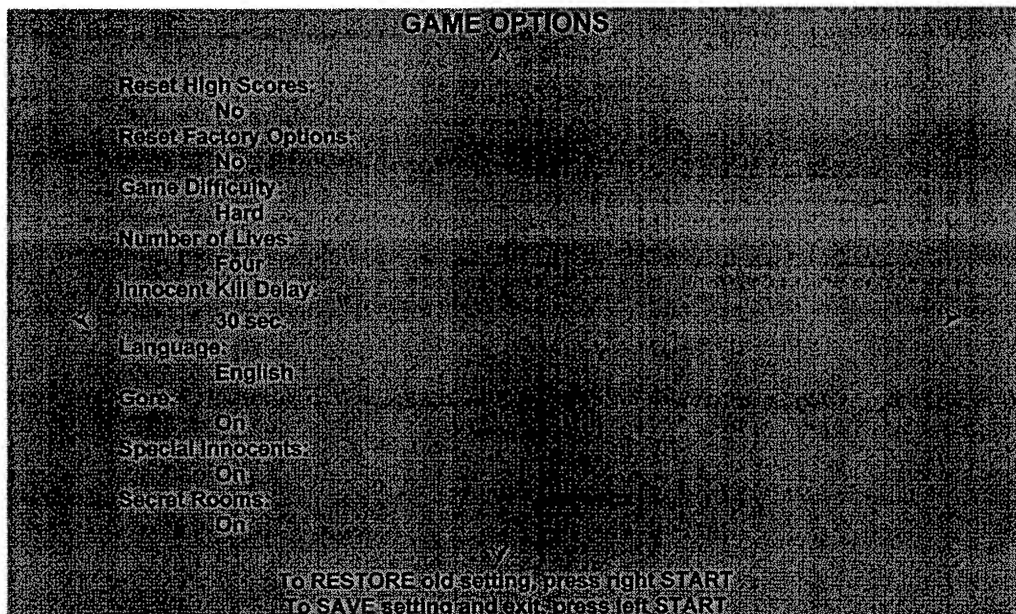 GAME OPTIONS
Reset High Scores:
No
Reset Factory Options:
No
Game Difficulty:
Hard
Number of Lives:
Four
Innocent Kill Delay
30 sec.
Language:
English
Gore:
On
Special Innocents:
On
Secret Rooms:
On
To RESTORE old setting, press right START
To SAVE setting and exit, press left START